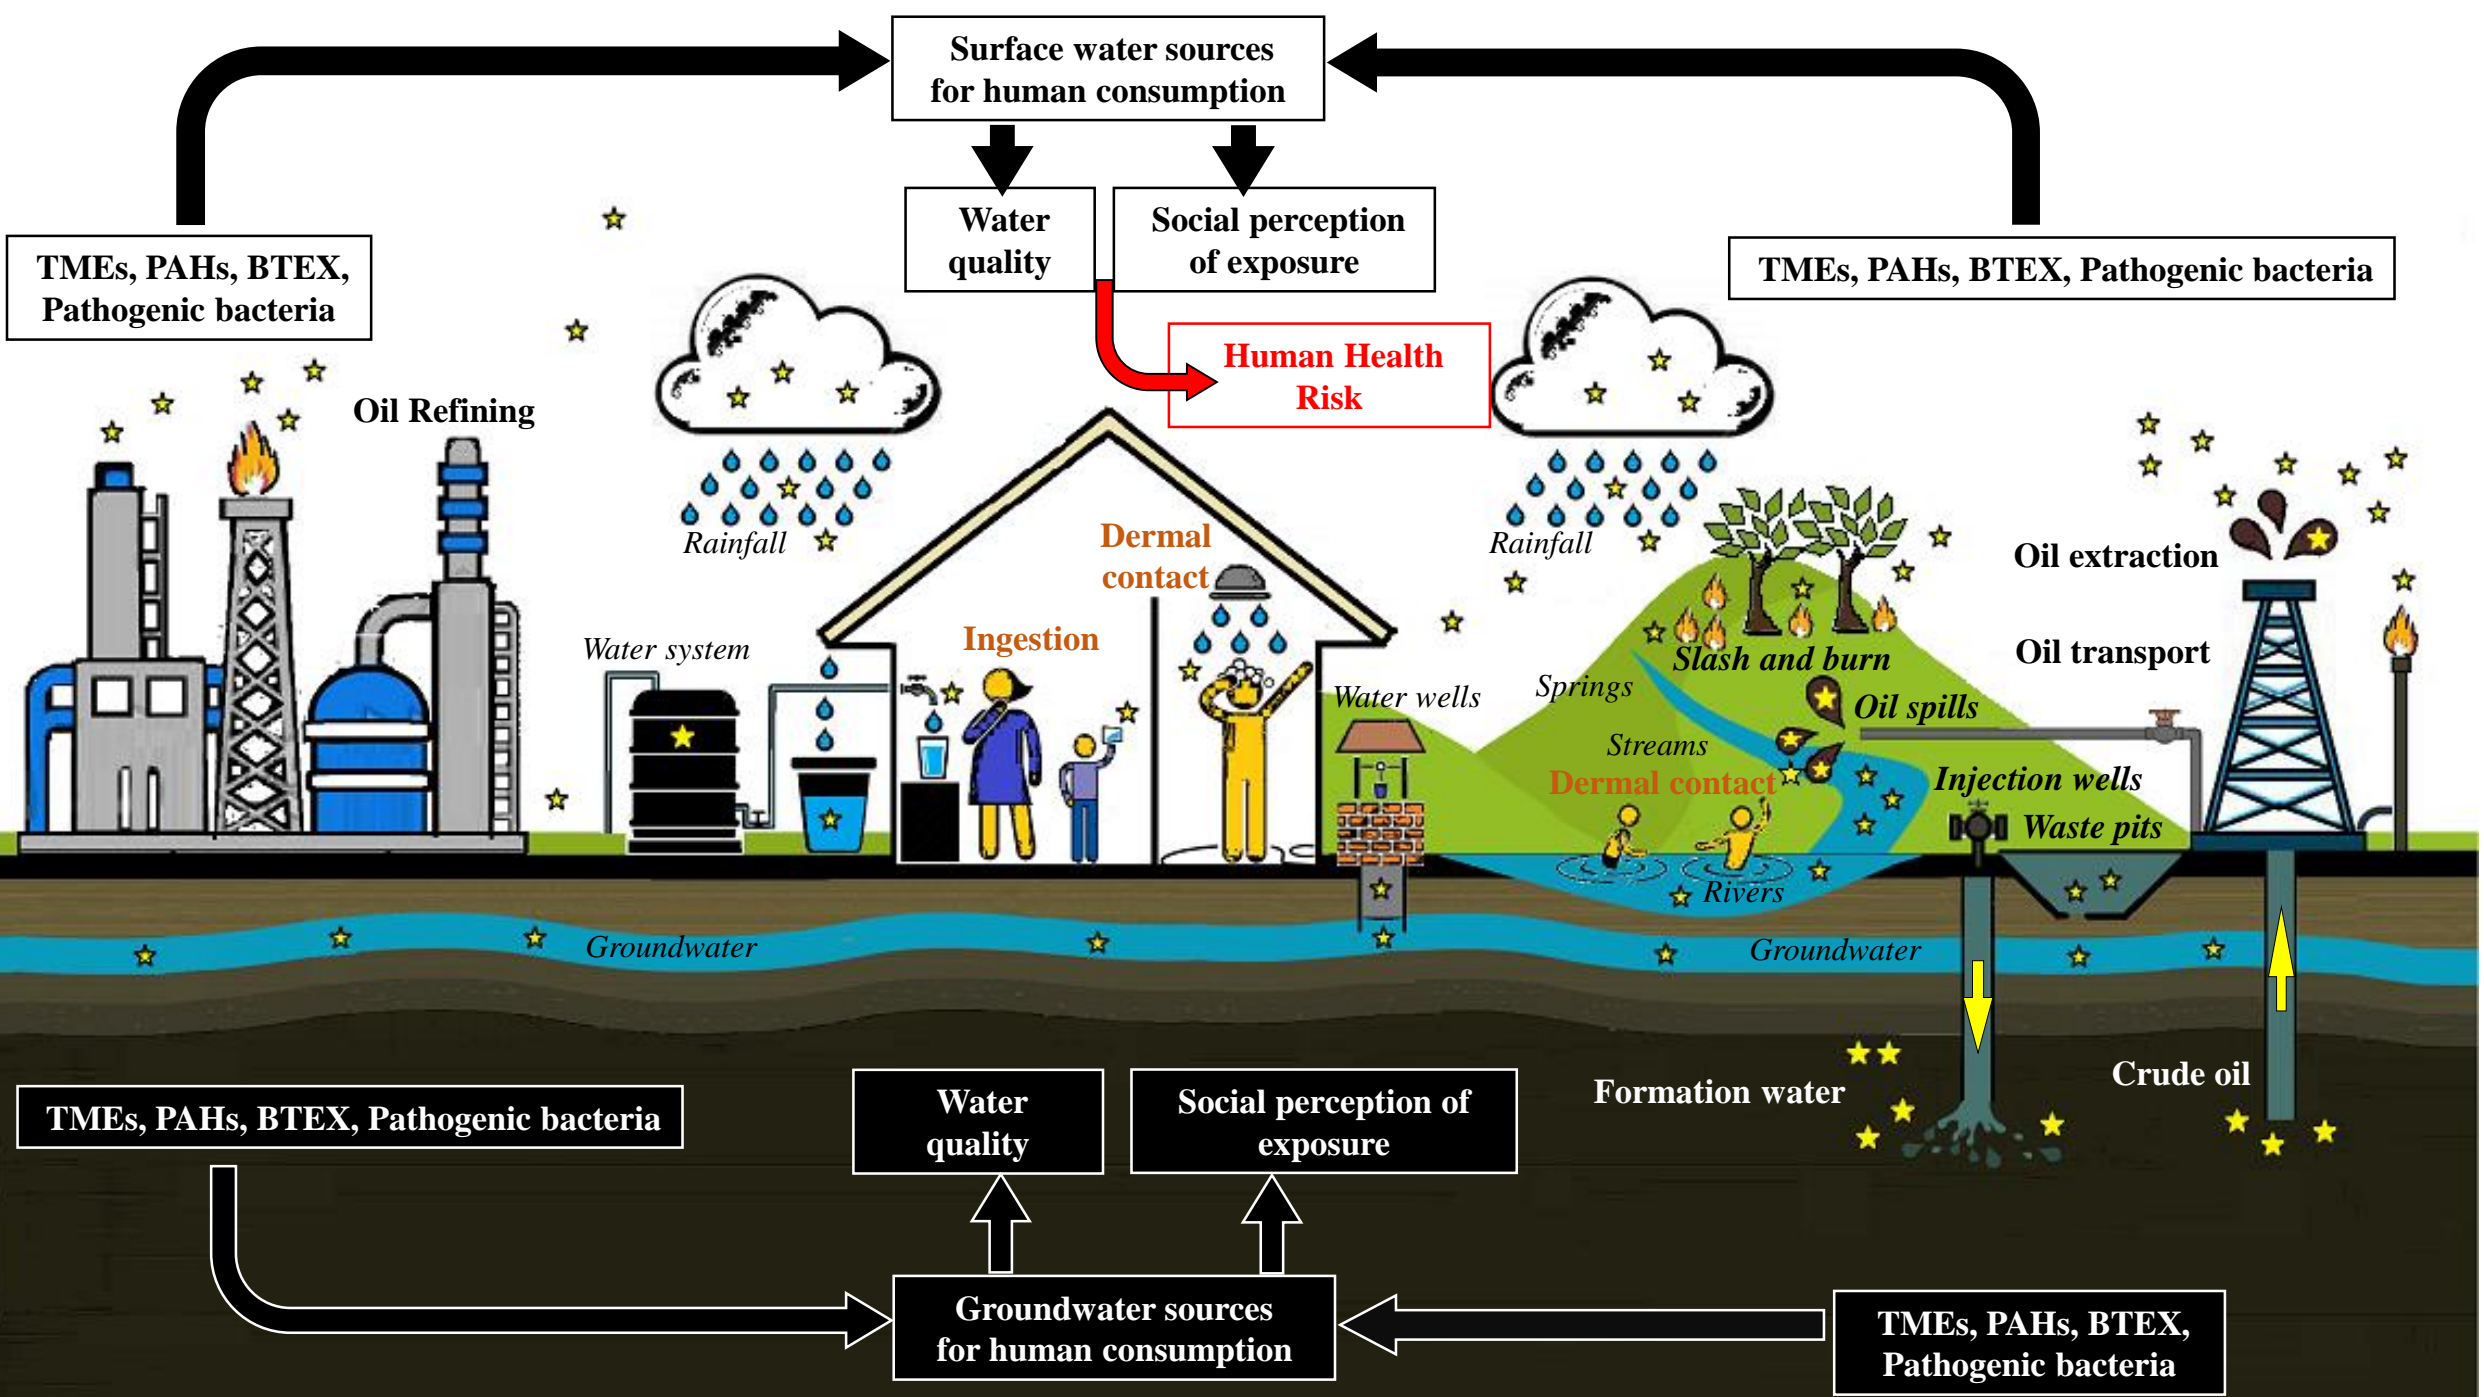 Surface water sources
for human consumption
Water
quality
Social perception
of exposure
TMEs, PAHs, BTEX,
Pathogenic bacteria
TMEs, PAHs, BTEX, Pathogenic bacteria
Human Health
Risk
Oil Refining
Rainfall
Rainfall
Dermal
contact
Ingestion
Oil extraction
Oil transport
Water system
Water wells
Springs
Slash and burn
Oil spills
Streams
Dermal contact
Injection wells
Waste pits
Rivers
Groundwater
Groundwater
Formation water
Crude oil
TMEs, PAHs, BTEX, Pathogenic bacteria
Water
quality
Social perception of
exposure
Groundwater sources
for human consumption
TMEs, PAHs, BTEX,
Pathogenic bacteria